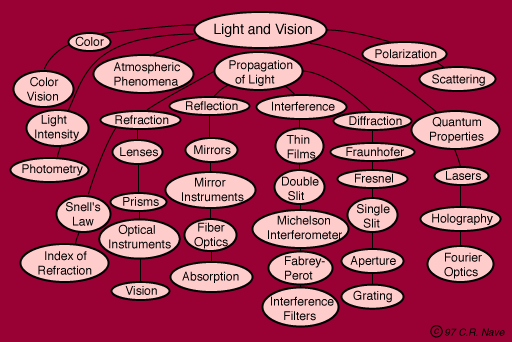 Light and Vision
Color
Polarization
Color
Vision
Atmospheric
Phenomena
Propagation
of Light
Scattering
Light
Intensity
Refraction
Reflection
Interference
Diffraction
Quantum
Properties
Photometry
Lenses
Mirrors
Thin
Films
Fraunhofer
Fresnel
Lasers
Snell's
Law
Prisms
Mirror
Instruments
Double
Slit
Single
Slit
Holography
Optical
Instruments
Fiber
Optics
Michelson
Interferometer
Index of
Refraction
Vision
Absorption
Fabrey-
Perot
Aperture
Fourier
Optics
Interference
Filters
Grating
© 97 C.R. Nave